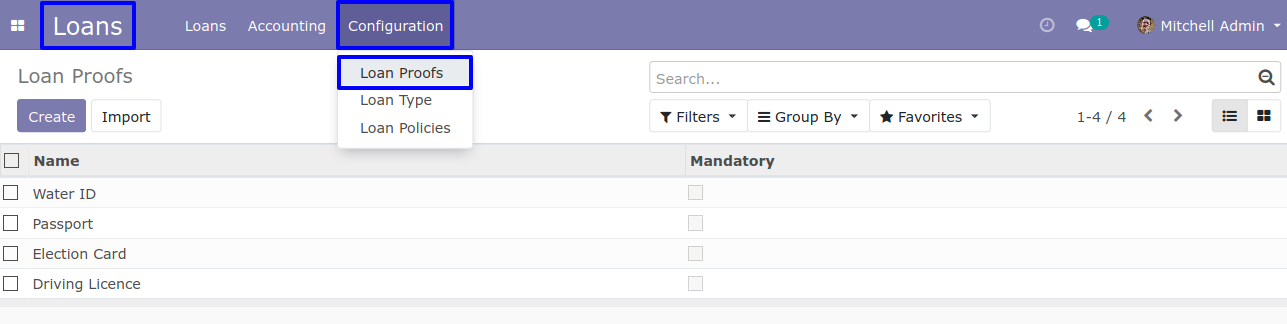 Loans Loans Accounting Configuration 1 Mitchell Admin
Loan Proofs
Search...
Create Import
Loan Proofs
Loan Type
Loan Policies
Filters Group By Favorites 1-4 / 4
Name Mandatory
Water ID
Passport
Election Card
Driving Licence